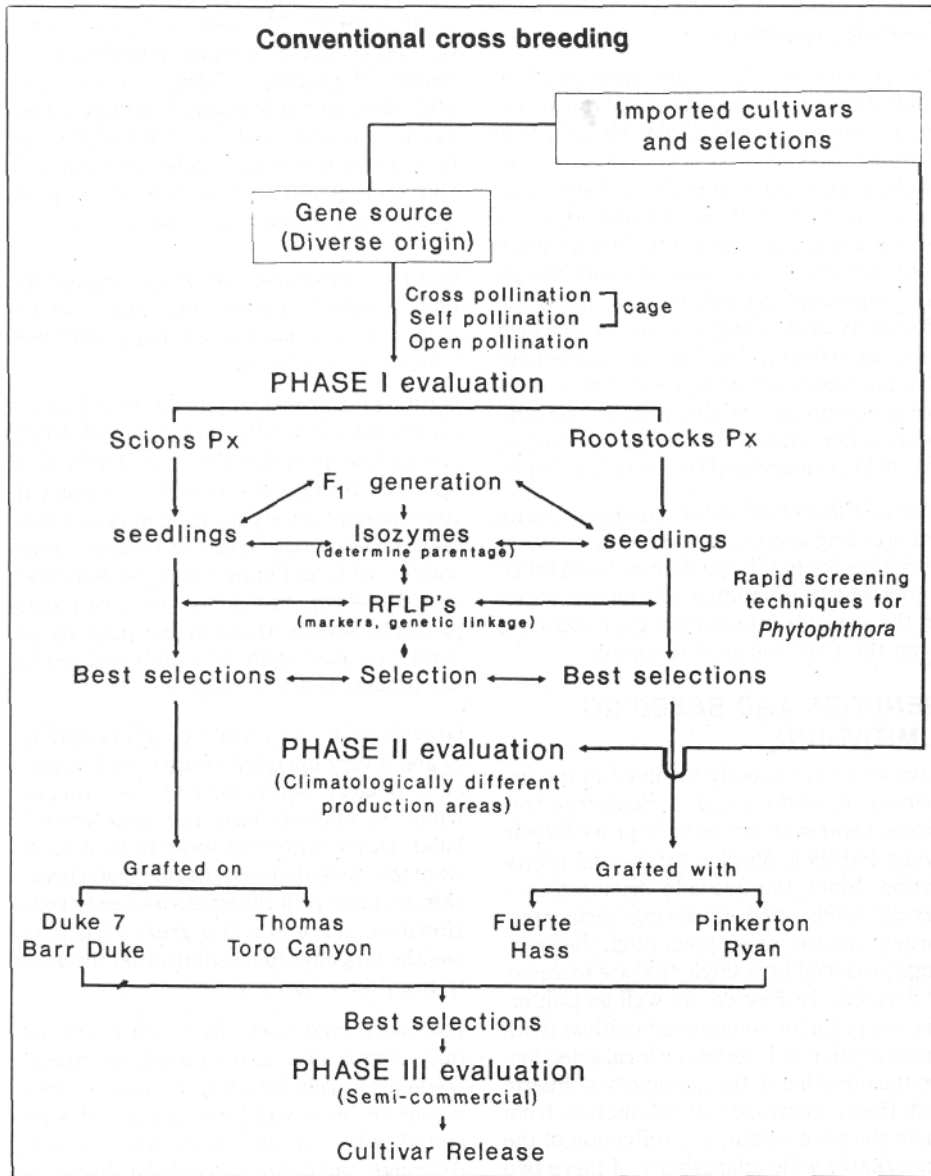 Conventional cross breeding
Imported cultivars
and selections
Gene source
(Diverse origin)
Cross pollination
Self pollination
Open pollination
cage
PHASE I evaluation
Scions Px
Rootstocks Px
F₁ generation
seedlings
Isozymes
(determine parentage)
seedlings
Rapid screening
techniques for
Phytophthora
RFLP's
(markers, genetic linkage)
Best selections
Selection
Best selections
PHASE II evaluation
(Climatologically different
production areas)
Grafted on
Grafted with
Duke 7
Barr Duke
Thomas
Toro Canyon
Fuerte
Hass
Pinkerton
Ryan
Best selections
PHASE III evaluation
(Semi-commercial)
Cultivar Release